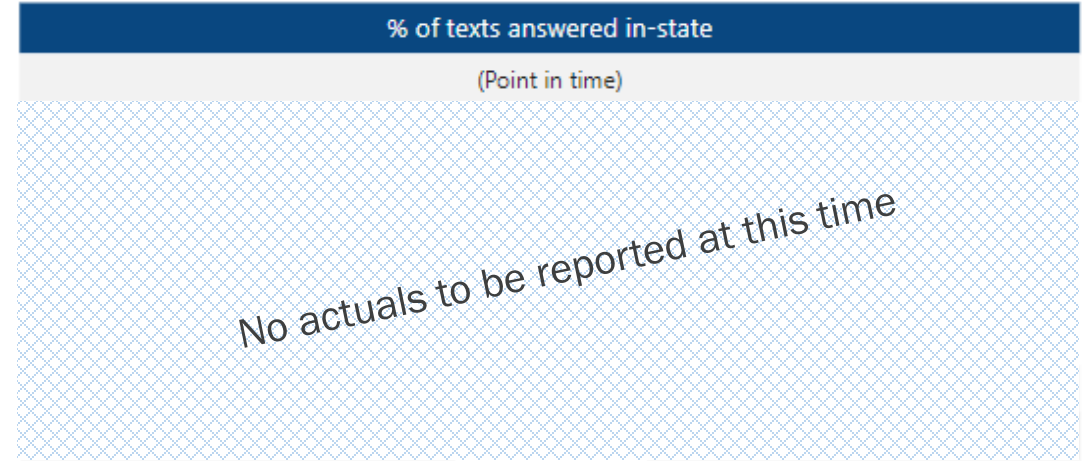 % of texts answered in-state
(Point in time)
No actuals to be reported at this time